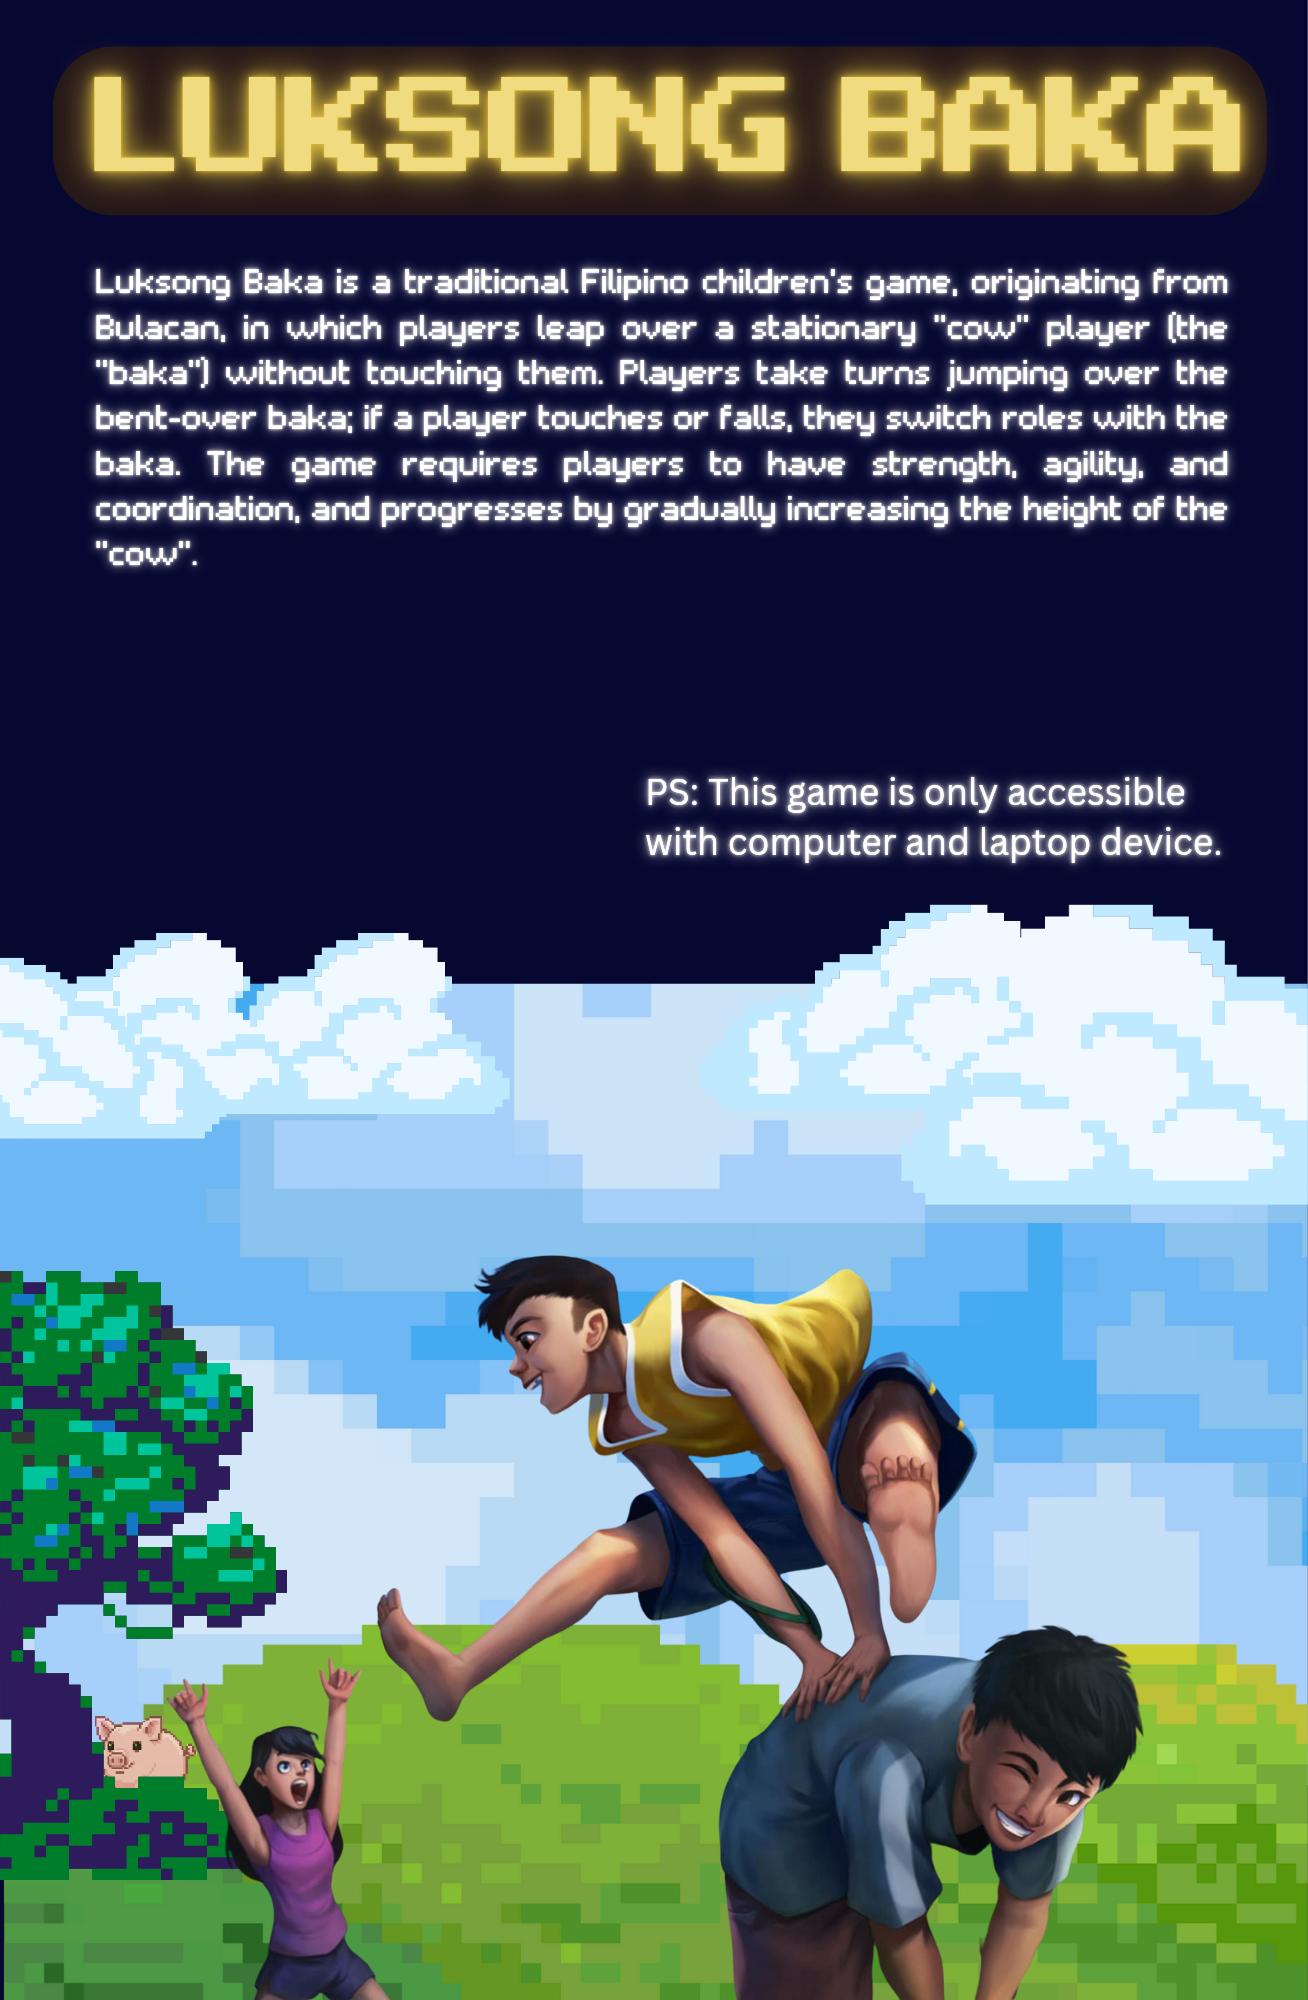 LUKSONG BAKA
Luksong Baka is a traditional Filipino children's game, originating from
Bulacan, in which players leap over a stationary "cow" player (the
"baka") without touching them. Players take turns jumping over the
bent-over baka; if a player touches or falls, they switch roles with the
baka. The game requires players to have strength, agility, and
coordination, and progresses by gradually increasing the height of the
"cow".
PS: This game is only accessible
with computer and laptop device.